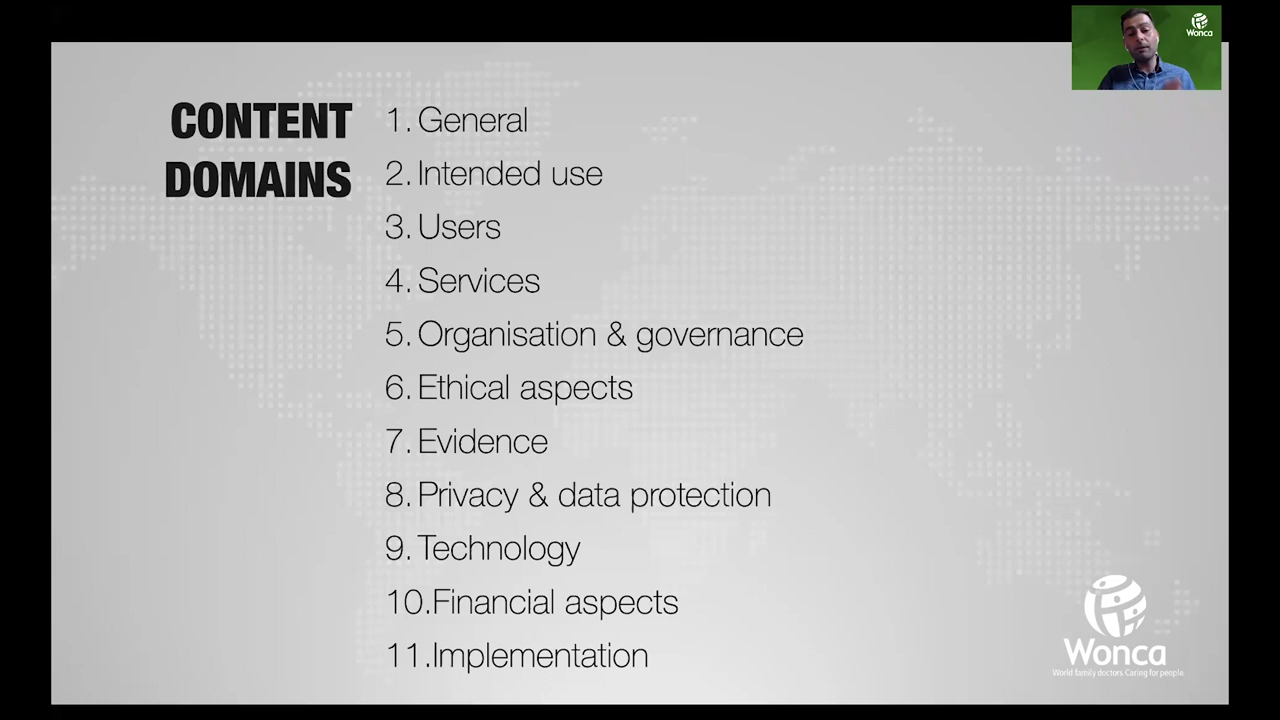 Wonca
CONTENT
DOMAINS
1. General
2. Intended use
3. Users
4. Services
5. Organisation & governance
6. Ethical aspects
7. Evidence
8. Privacy & data protection
9. Technology
10.Financial aspects
11.Implementation
Wonca
World family doctors. Caring for people.